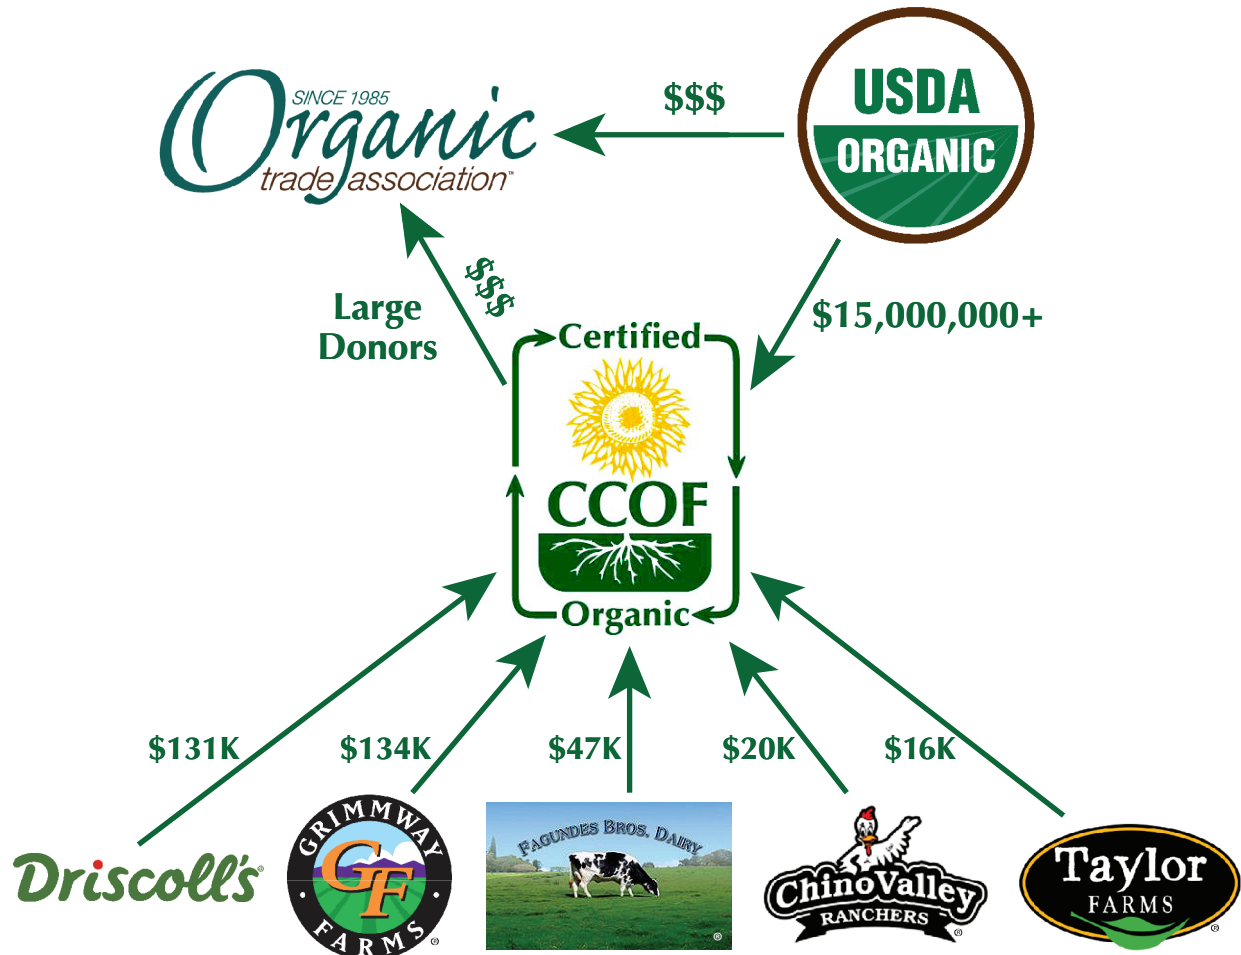 SINCE 1985
Organic
trade association™
$$$
USDA
ORGANIC
$$$
Large
Donors
$15,000,000+
Certified
CCOF
Organic
$131K
$134K
$47K
$20K
$16K
Driscoll's®
GRIMMWAY
GF
FARMS®
FAGUNDES BROS. DAIRY
®
ChinoValley
RANCHERS®
Taylor
FARMS
®